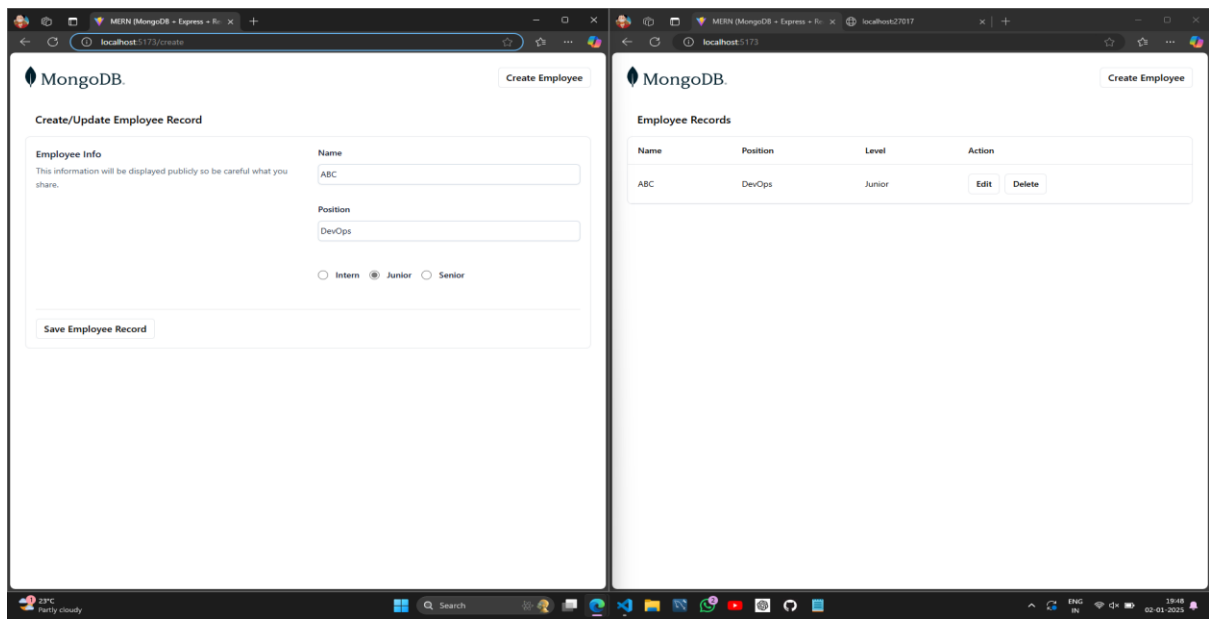 MERN (MongoDB + Express + Re
localhost:5173/create
MongoDB.
Create Employee
Create/Update Employee Record
Employee Info
This information will be displayed publicly so be careful what you
share.
Name
ABC
Position
DevOps
Intern Junior Senior
Save Employee Record
MERN (MongoDB + Express + Re
localhost:27017
localhost:5173
MongoDB.
Create Employee
Employee Records
Name Position Level Action
ABC DevOps Junior Edit Delete
1
23°C
Partly cloudy
Search
2
ENG
IN
19:48
02-01-2025